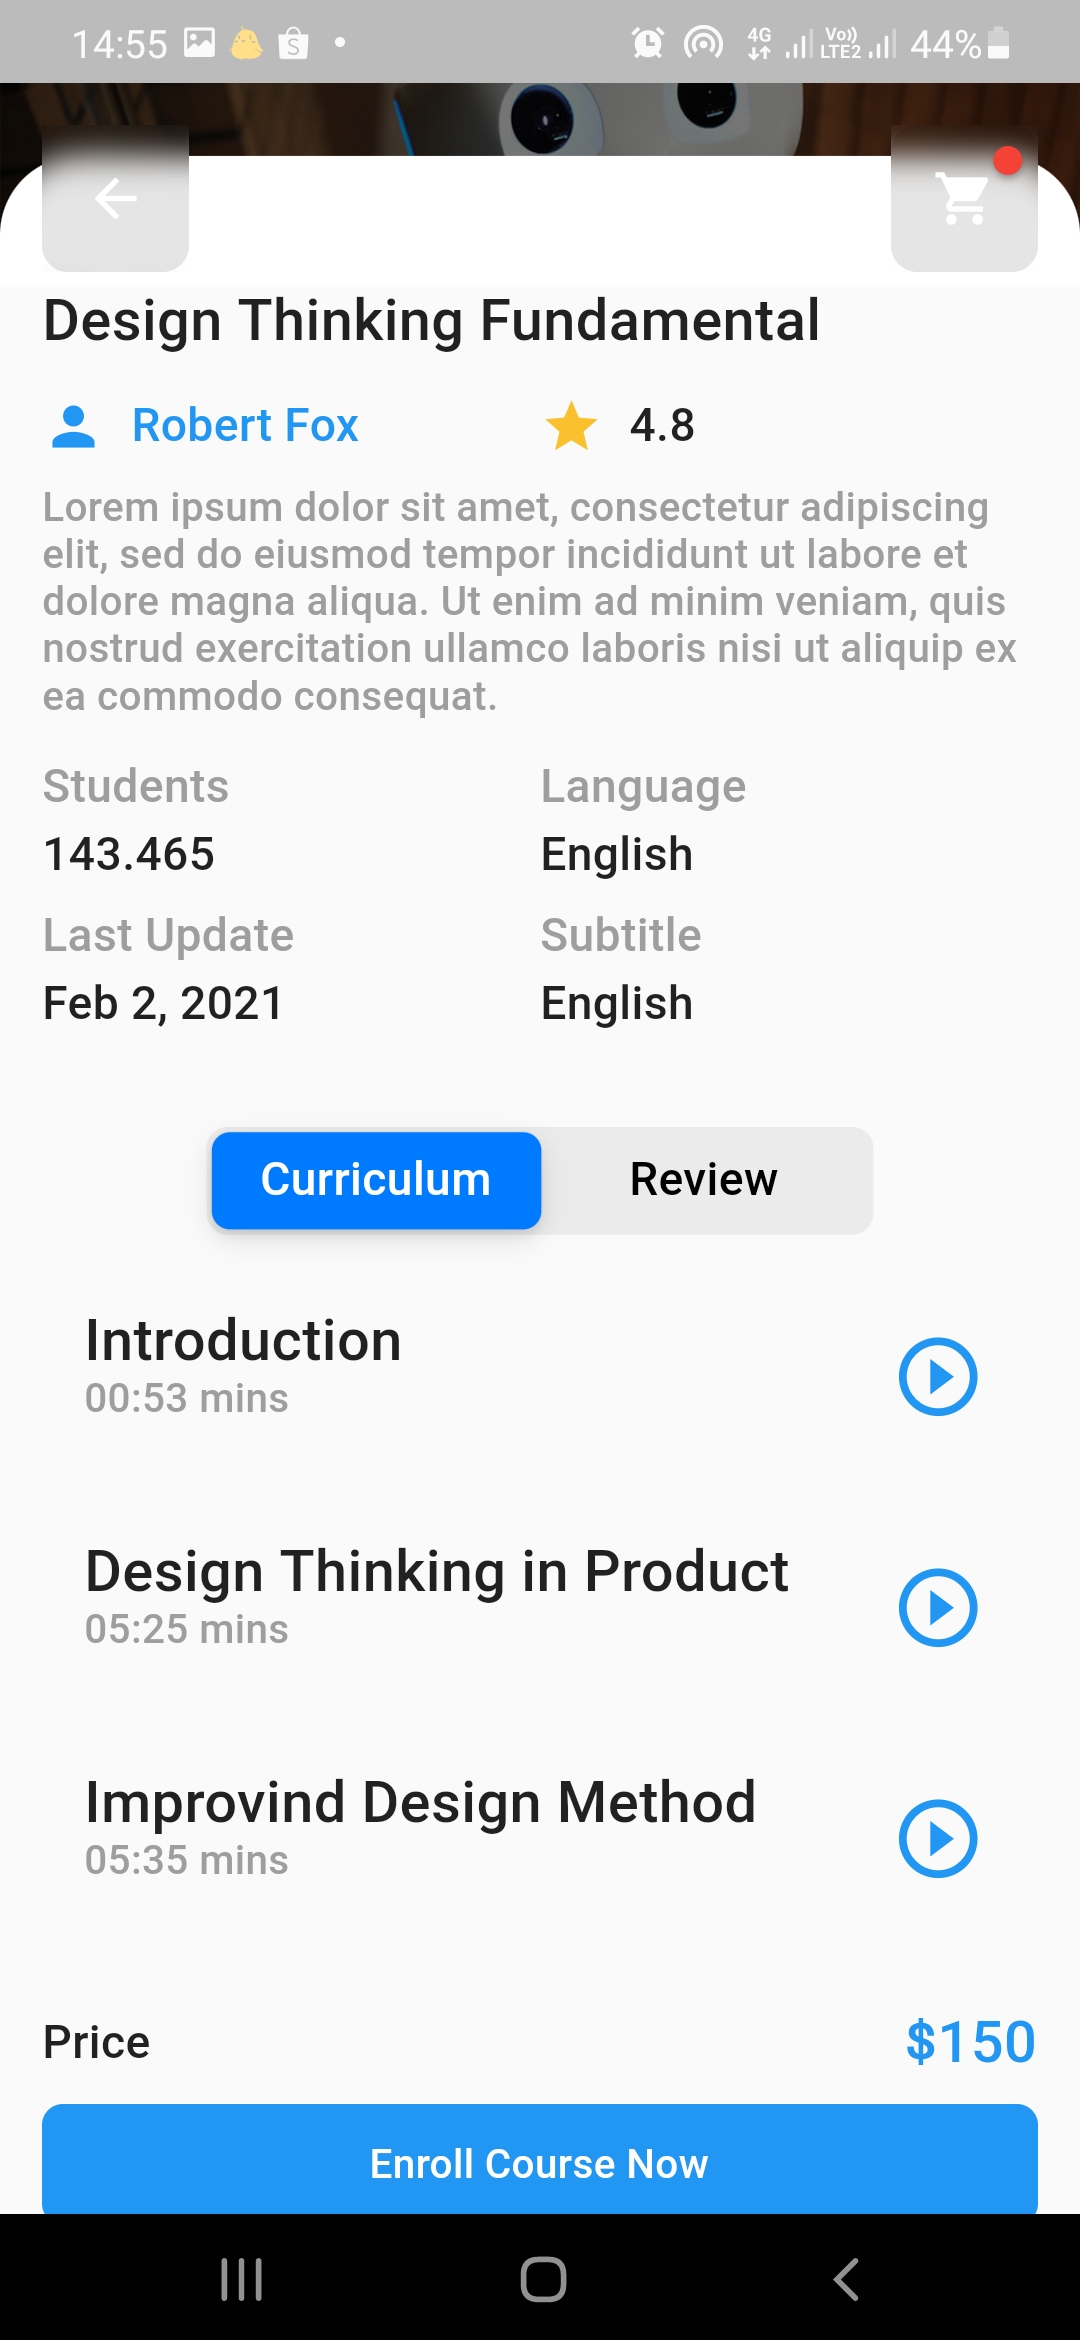 14:55
S
4G
Vo))
LTE2
44%
Design Thinking Fundamental
Robert Fox
4.8
Lorem ipsum dolor sit amet, consectetur adipiscing
elit, sed do eiusmod tempor incididunt ut labore et
dolore magna aliqua. Ut enim ad minim veniam, quis
nostrud exercitation ullamco laboris nisi ut aliquip ex
ea commodo consequat.
Students
Language
143.465
English
Last Update
Subtitle
Feb 2, 2021
English
Curriculum
Review
Introduction
00:53 mins
Design Thinking in Product
05:25 mins
Improvind Design Method
05:35 mins
Price
$150
Enroll Course Now